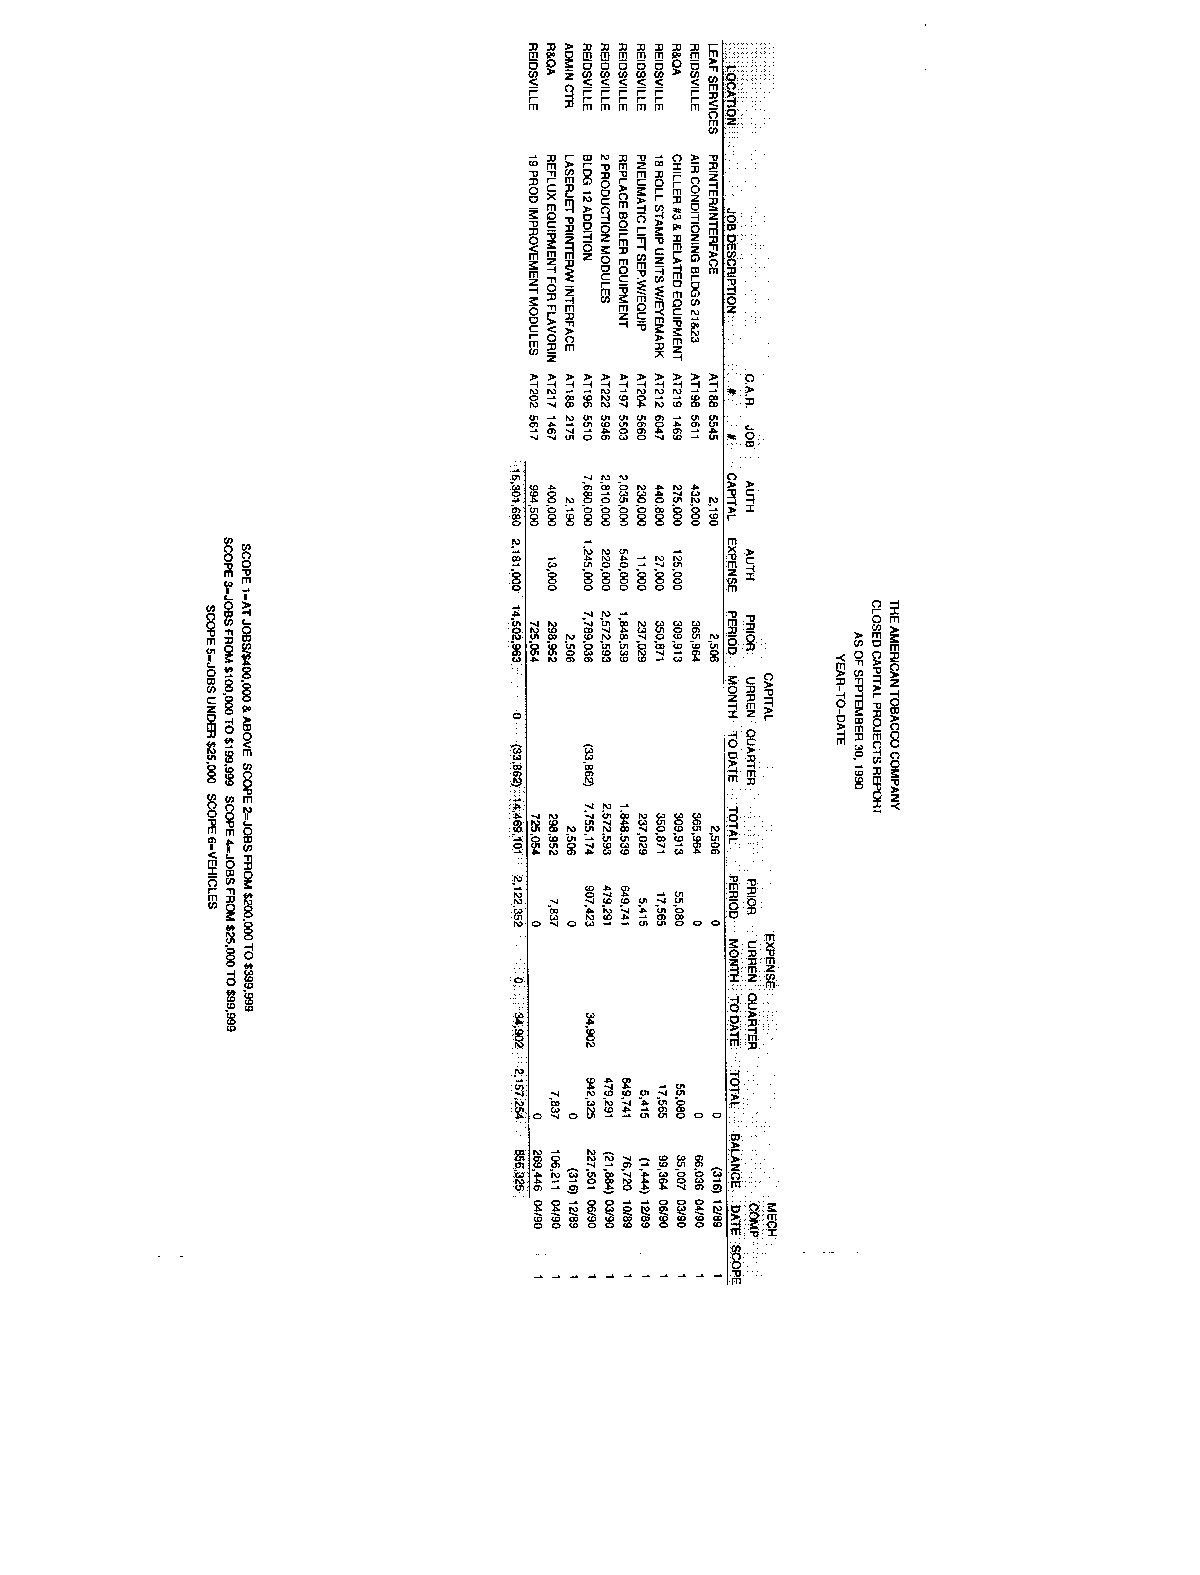 THE AMERICAN TOBACCO COMPANY
CLOSED CAPITAL PROJECTS REPORT
AS OF SEPTEMBER 30, 1990
YEAR-TO-DATE
CAPITAL EXPENSE MECH
C.A.R. JOB AUTH AUTH PRIOR URREN QUARTER PRIOR URREN QUARTER COMP
LOCATION JOB DESCRIPTION # # CAPITAL EXPENSE PERIOD MONTH TO DATE TOTAL PERIOD MONTH TO DATE TOTAL BALANCE DATE SCOPE
LEAF SERVICES PRINTER/INTERFACE AT188 5545 2,190 2,506 2,506 0 0 (316) 12/89 1
REIDSVILLE AIR CONDITIONING BLDGS 21&23 AT198 5611 432,000 365,964 365,964 0 0 66,036 04/90 1
R&QA CHILLER #3 & RELATED EQUIPMENT AT219 1469 275,000 125,000 309,913 309,913 55,080 55,080 35,007 03/90 1
REIDSVILLE 18 ROLL STAMP UNITS W/EYEMARK AT212 6047 440,800 27,000 350,871 350,871 17,565 17,565 99,364 06/90 1
REIDSVILLE PNEUMATIC LIFT SEP.W/EQUIP AT204 5660 230,000 11,000 237,029 237,029 5,415 5,415 (1,444) 12/89 1
REIDSVILLE REPLACE BOILER EQUIPMENT AT197 5503 2,035,000 540,000 1,848,539 1,848,539 649,741 649,741 76,720 10/89 1
REIDSVILLE 2 PRODUCTION MODULES AT222 5946 2,810,000 220,000 2,572,593 2,572,593 479,291 479,291 (21,884) 03/90 1
REIDSVILLE BLDG 12 ADDITION AT196 5510 7,680,000 1,245,000 7,789,036 (33,862) 7,755,174 907,423 34,902 942,325 227,501 06/90 1
ADMIN CTR LASERJET PRINTER/W INTERFACE AT188 2175 2,190 2,506 2,506 0 0 (316) 12/89 1
R&QA REFLUX EQUIPMENT FOR FLAVORIN AT217 1467 400,000 13,000 298,952 298,952 7,837 7,837 106,211 04/90 1
REIDSVILLE 19 PROD IMPROVEMENT MODULES AT202 5617 994,500 725,054 725,054 0 0 269,446 04/90 1
15,301,680 2,181,000 14,502,963 0 (33,862) 14,469,101 2,122,352 0 34,902 2,157,254 856,325
SCOPE 1=AT JOBS/$400,000 & ABOVE SCOPE 2=JOBS FROM $200,000 TO $399,999
SCOPE 3=JOBS FROM $100,000 TO $199,999 SCOPE 4=JOBS FROM $25,000 TO $99,999
SCOPE 5=JOBS UNDER $25,000 SCOPE 6=VEHICLES